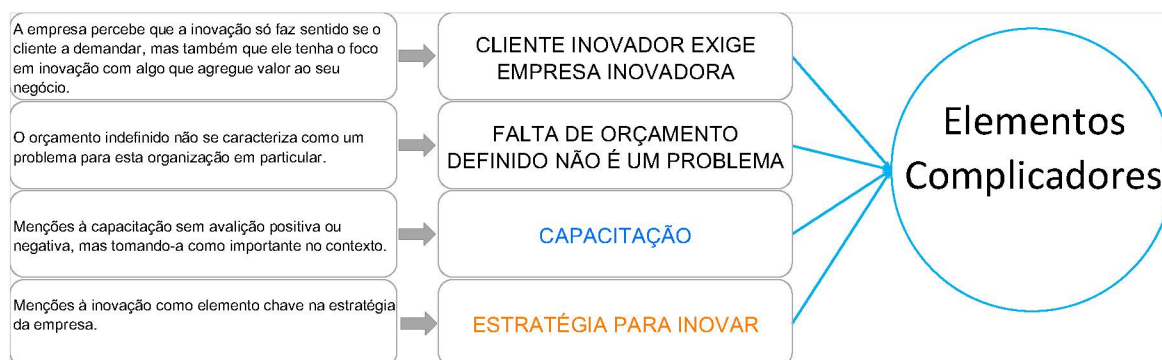 A empresa percebe que a inovação só faz sentido se o
cliente a demandar, mas também que ele tenha o foco
em inovação com algo que agregue valor ao seu
negócio.
CLIENTE INOVADOR EXIGE
EMPRESA INOVADORA
O orçamento indefinido não se caracteriza como um
problema para esta organização em particular.
FALTA DE ORÇAMENTO
DEFINIDO NÃO É UM PROBLEMA
Menções à capacitação sem avalição positiva ou
negativa, mas tomando-a como importante no contexto.
CAPACITAÇÃO
Menções à inovação como elemento chave na estratégia
da empresa.
ESTRATÉGIA PARA INOVAR
Elementos
Complicadores